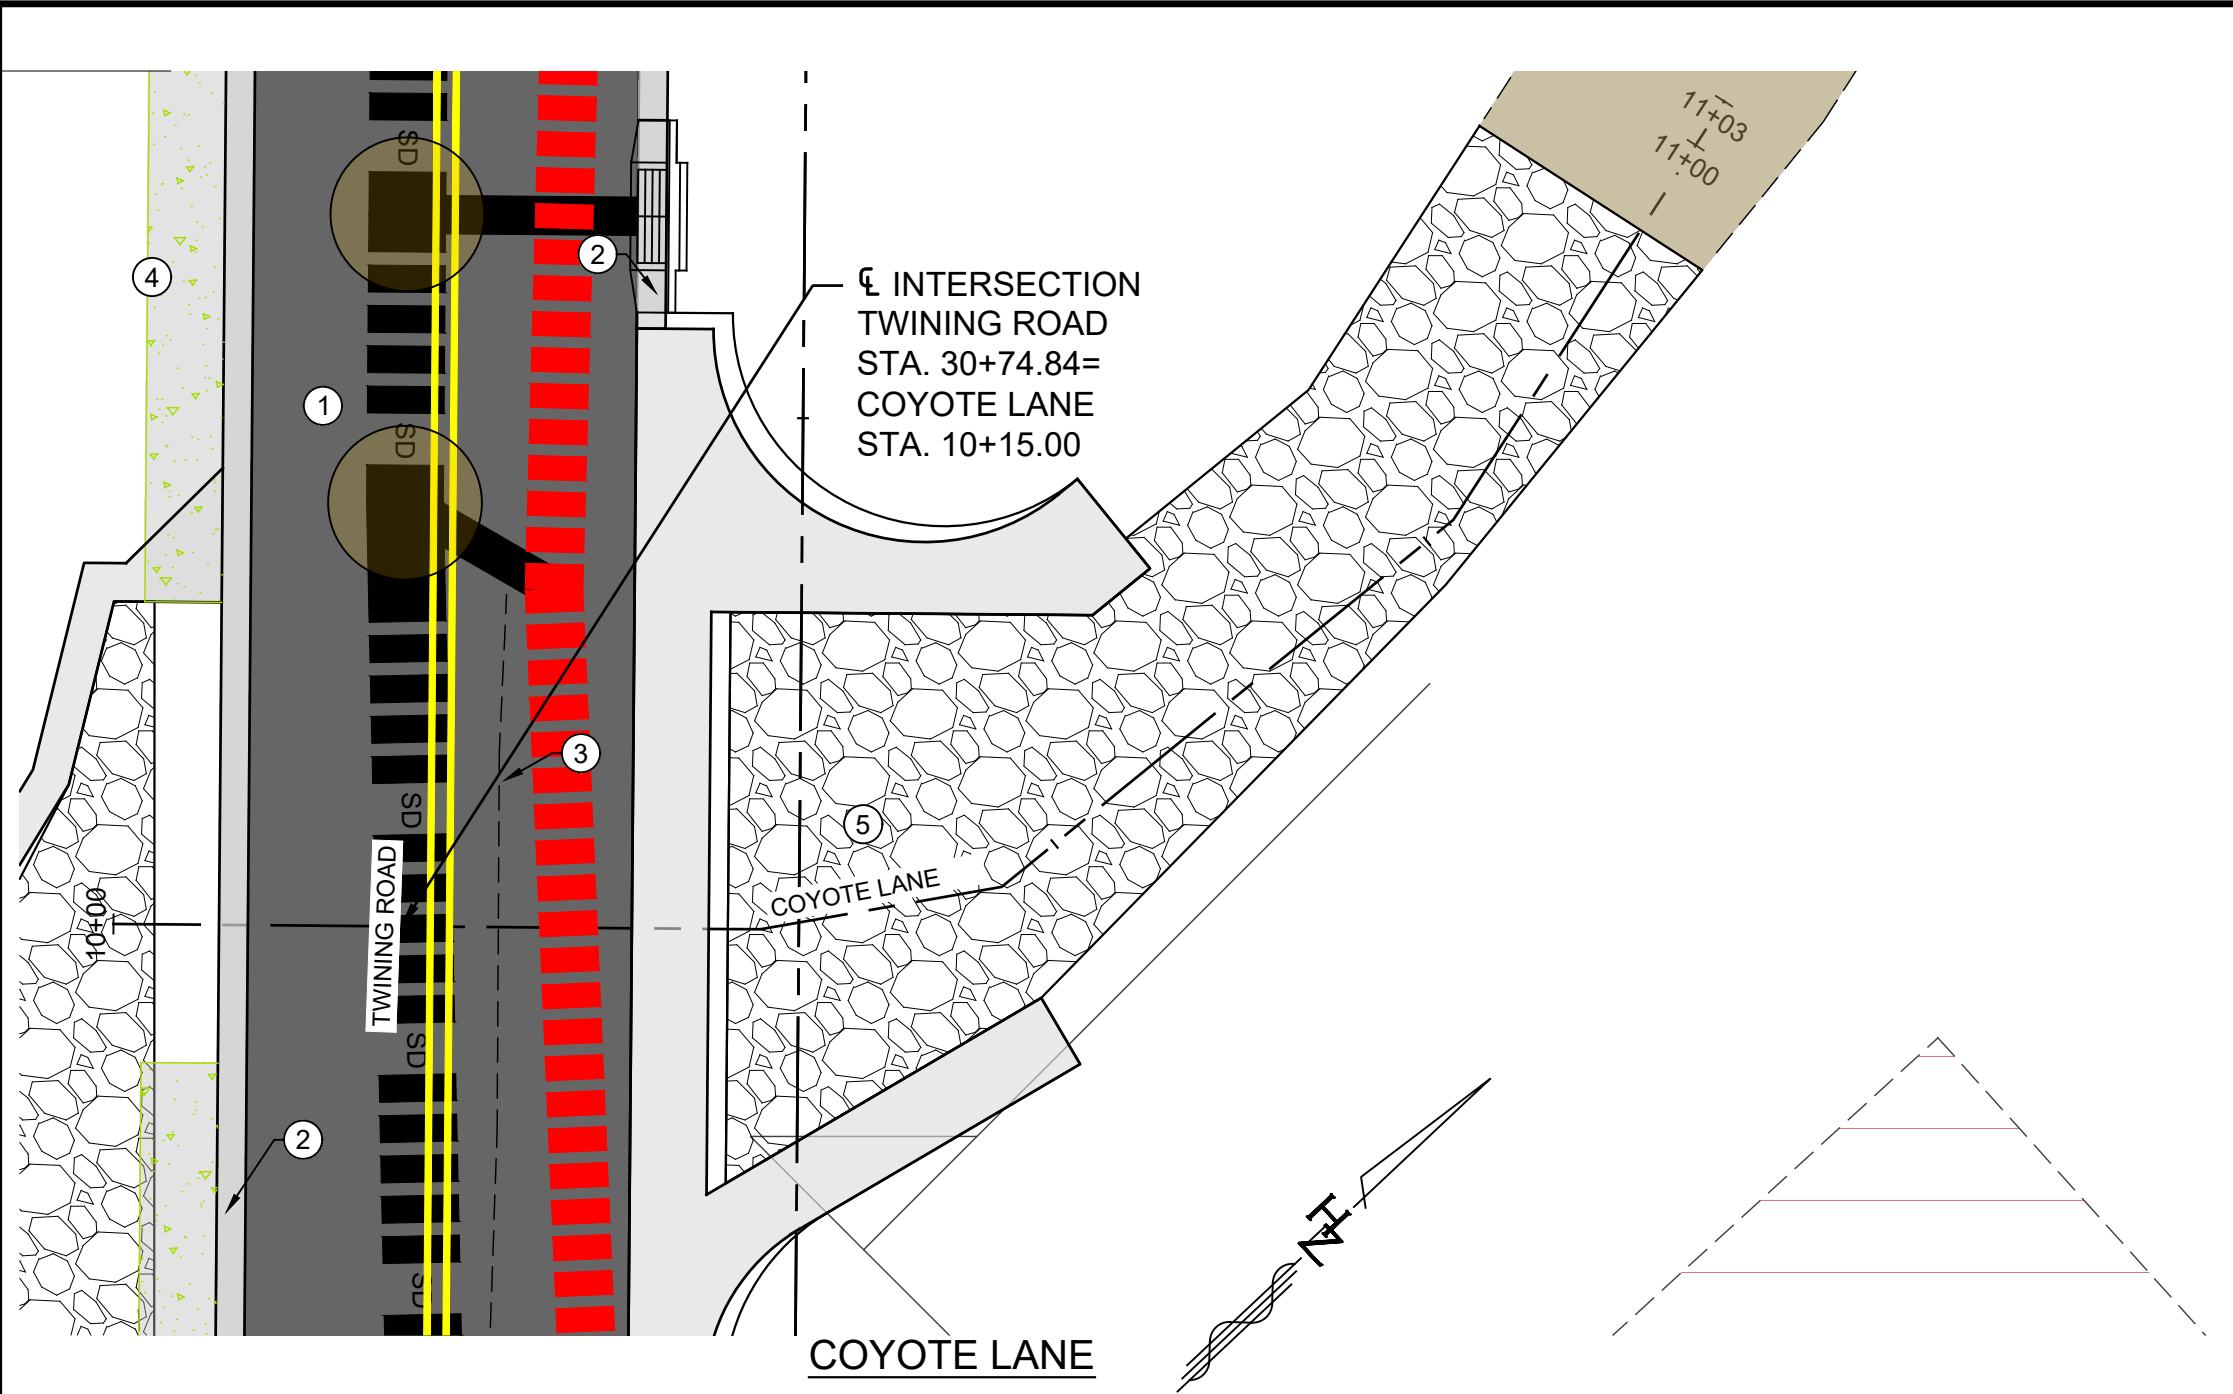 11+03
11+00
SD
4
2
℄ INTERSECTION
TWINING ROAD
STA. 30+74.84=
COYOTE LANE
STA. 10+15.00
1
SD
3
SD
5
COYOTE LANE
TWINING ROAD
10+00
SD
2
N
SD
COYOTE LANE